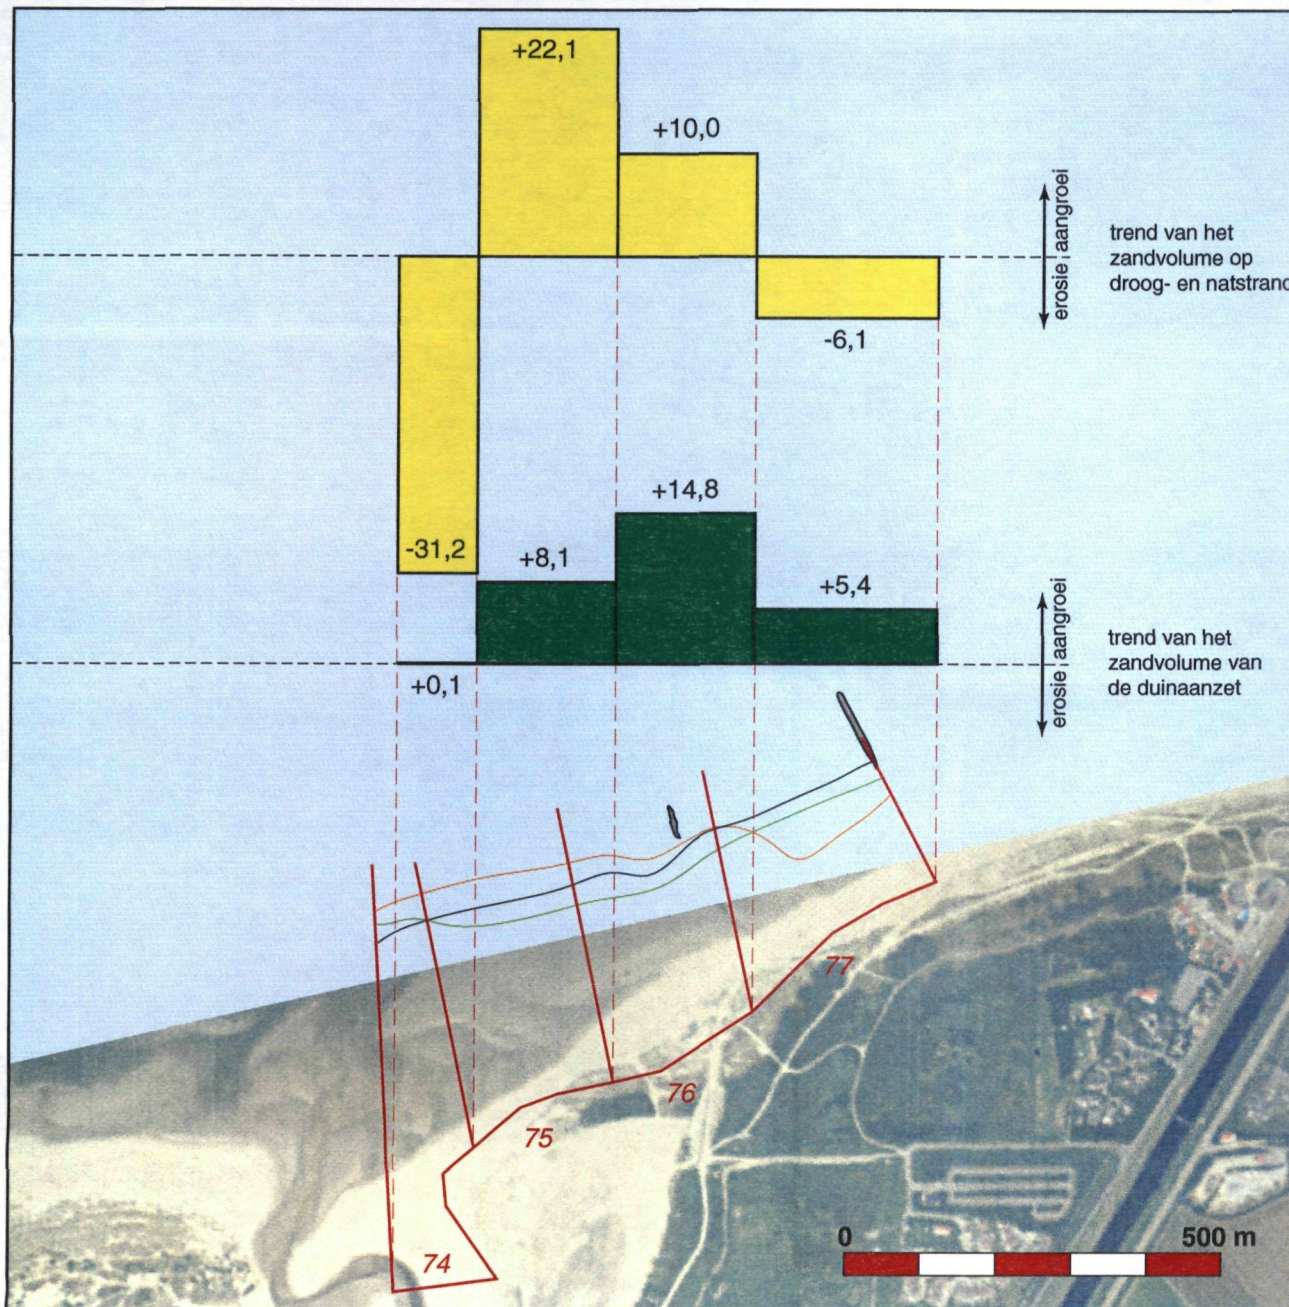 +22,1
+10,0
-6,1
-31,2
erosie aangroei
trend van het
zandvolume op
droog- en natstrand
+14,8
+8,1
+5,4
+0,1
erosie aangroei
trend van het
zandvolume van
de duinaanzet
77
76
75
74
0 500 m